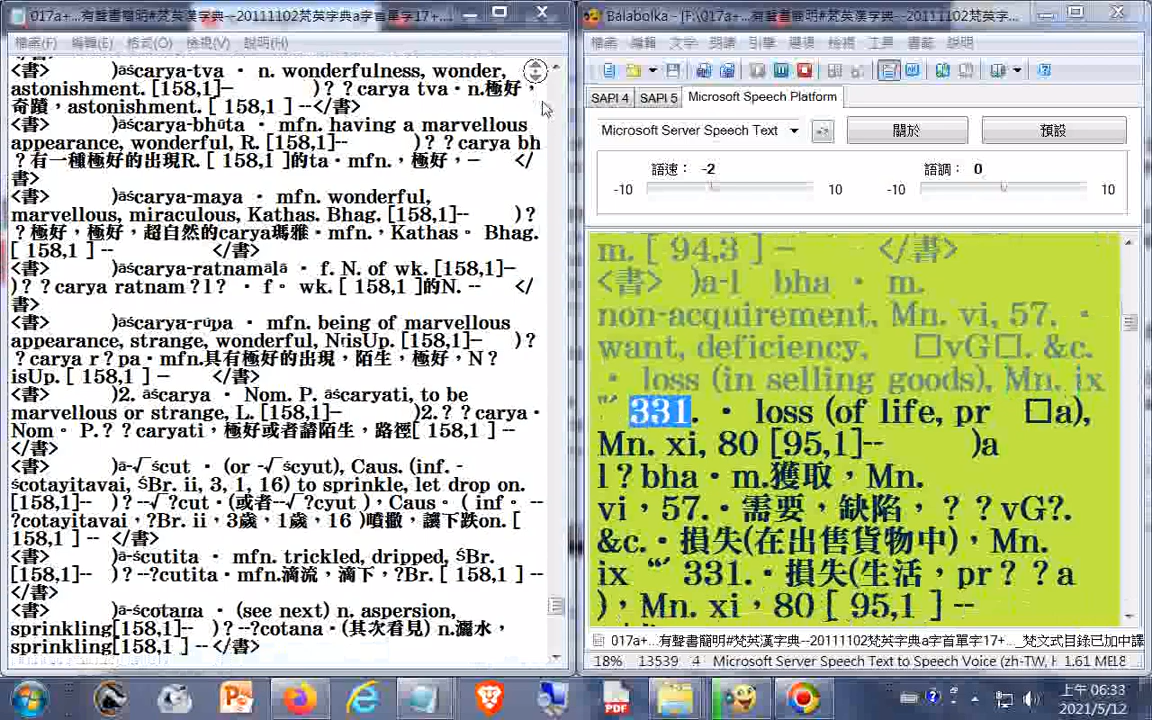 017a+...有聲書簡明#梵英漢字典--20111102梵英字典a字首單字17+...
檔案(F) 編輯(E) 格式(O) 檢視(V) 說明(H)
<書> )āścarya-tva • n. wonderfulness, wonder,
astonishment. [158,1]-- )? ?carya tva•n.極好,
奇蹟,astonishment. [ 158,1 ] --</書>
<書> )āścarya-bhūta • mfn. having a marvellous
appearance, wonderful, R. [158,1]-- )? ?carya bh
?有一種極好的出現R. [ 158,1 ]的ta•mfn.,極好,-- </
書>
<書> )āścarya-maya • mfn. wonderful,
marvellous, miraculous, Kathas. Bhag. [158,1]-- )?
?極好,極好,超自然的carya瑪雅•mfn.,Kathas。 Bhag.
[ 158,1 ] -- </書>
<書> )āścarya-ratnamālā • f. N. of wk. [158,1]--
)? ?carya ratnam?l? • f。 wk. [ 158,1 ]的N. -- </
書>
<書> )āścarya-rūpa • mfn. being of marvellous
appearance, strange, wonderful, NṛisUp. [158,1]-- )?
?carya r?pa•mfn.具有極好的出現,陌生,極好,N?
isUp. [ 158,1 ] -- </書>
<書> )2. āścarya • Nom. P. āścaryati, to be
marvellous or strange, L. [158,1]-- )2.? ?carya•
Nom。 P.? ?caryati,極好或者請陌生,路徑[ 158,1 ] --
</書>
<書> )ā-√ścut • (or -√ścyut), Caus. (inf. -
ścotayitavai, ŚBr. ii, 3, 1, 16) to sprinkle, let drop on.
[158,1]-- )? --√?cut•(或者--√?cyut),Caus。( inf。 --
?cotayitavai,?Br. ii,3歲,1歲,16 )噴撒,讓下跌on. [
158,1 ] -- </書>
<書> )ā-ścutita • mfn. trickled, dripped, ŚBr.
[158,1]-- )? --?cutita•mfn.滴流,滴下,?Br. [ 158,1 ] --
</書>
<書> )ā-ścotana • (see next) n. aspersion,
sprinkling[158,1]-- )? --?cotana•(其次看見) n.灑水,
sprinkling[158,1 ] --</書>
Balabolka - [F:\017a+...有聲書簡明#梵英漢字典--20111102梵英字...
檔案 編輯 文字 朗讀 引擎 選項 檢視 工具 書籤 說明
SAPI 4 SAPI 5 Microsoft Speech Platform
Microsoft Server Speech Text 關於 預設
語速: -2 語調: 0
-10 10 -10 10
m. [ 94,3 ] -- </書>
<書> )a-l bha • m.
non-acquirement, Mn. vi, 57. •
want, deficiency, □vG□. &c.
• loss (in selling goods), Mn. ix
“‘ 331. • loss (of life, pr □a),
Mn. xi, 80 [95,1]-- )a
l?bha•m.獲取,Mn.
vi,57.•需要,缺陷,? ?vG?.
&c.•損失(在出售貨物中),Mn.
ix “‘ 331.•損失(生活,pr? ?a
),Mn. xi,80 [ 95,1 ] --
017a+...有聲書簡明#梵英漢字典--20111102梵英字典a字首單字17+..._梵文式目錄已加中譯
18% 13539 4 Microsoft Server Speech Text to Speech Voice (zh-TW, H 1.61 MEL8
上午 06:33
2021/5/12